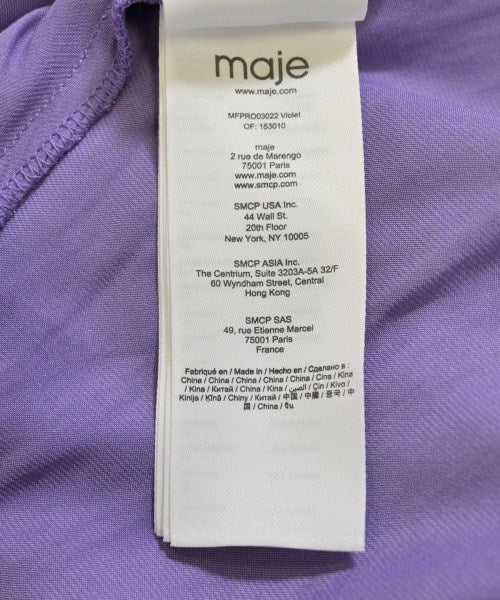 maje
www.maje.com
MFPRO03022 Violet
OF: 153010
maje
2 rue de Marengo
75001 Paris
www.maje.com
www.smcp.com
SMCP USA Inc.
44 Wall St.
20th Floor
New York, NY 10005
SMCP ASIA Inc.
The Centrium, Suite 3203A-5A 32/F
60 Wyndham Street, Central
Hong Kong
SMCP SAS
49, rue Etienne Marcel
75001 Paris
France
Fabriqué en / Made in / Hecho en / Сделано в :
China / China / China / China / China / Cina / Kina
/ Kína / Kina / Китай / Cin / Kina / الصين / Çin / Kivo /
Kinija / Ķīnā / Chiny / Китай / 中国 / 中國 / 중국 / 中
国 / China / จีน